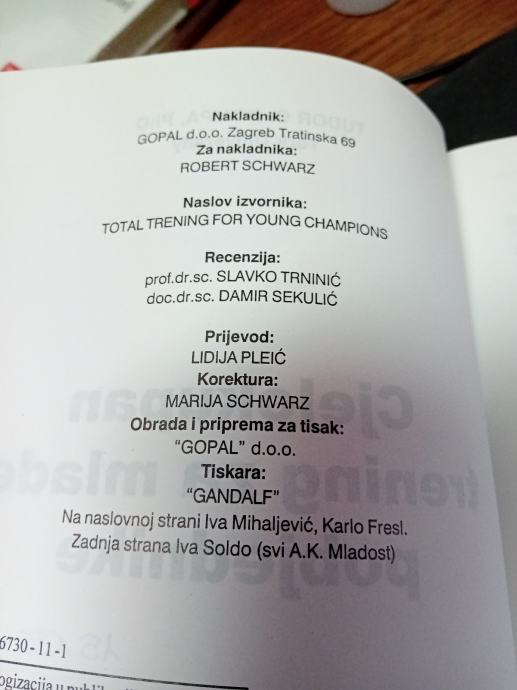 Nakladnik:
GOPAL d.o.o. Zagreb Tratinska 69
Za nakladnika:
ROBERT SCHWARZ
Naslov izvornika:
TOTAL TRENING FOR YOUNG CHAMPIONS
Recenzija:
prof.dr.sc. SLAVKO TRNINIĆ
doc.dr.sc. DAMIR SEKULIĆ
Prijevod:
LIDIJA PLEIĆ
Korektura:
MARIJA SCHWARZ
Obrada i priprema za tisak:
"GOPAL" d.o.o.
Tiskara:
"GANDALF"
Na naslovnoj strani Iva Mihaljević, Karlo Fresl.
Zadnja strana Iva Soldo (svi A.K. Mladost)
6730-11-1